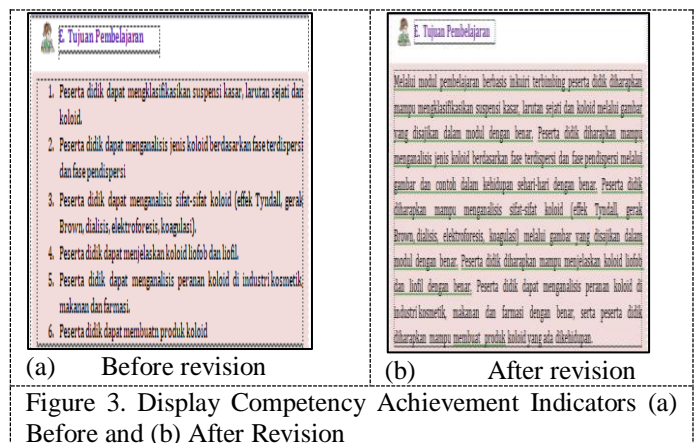 E. Tujuan Pembelajaran
1. Peserta didik dapat mengklasifikasikan suspensi kasar, larutan sejati dan
koloid.
2. Peserta didik dapat menganalisis jenis koloid berdasarkan fase terdispersi
dan fase pendispersi
3. Peserta didik dapat menganalisis sifat-sifat koloid (effek Tyndall, gerak
Brown, dialisis, elektroforesis, koagulasi).
4. Peserta didik dapat menjelaskan koloid liofob dan liofil.
5. Peserta didik dapat menganalisis peranan koloid di industri kosmetik,
makanan dan farmasi.
6. Peserta didik dapat membuatn produk koloid
(a) Before revision
E. Tujuan Pembelajaran
Melalui modul pembelajaran berbasis inkuiri terbimbing peserta didik diharapkan
mampu mengklasifikasikan suspensi kasar, larutan sejati dan koloid melalui gambar
yang disajikan dalam modul dengan benar. Peserta didik diharapkan mampu
menganalisis jenis koloid berdasarkan fase terdispersi dan fase pendispersi melalui
gambar dan contoh dalam kehidupan sehari-hari dengan benar. Peserta didik
diharapkan mampu menganalisis sifat-sifat koloid (effek Tyndall, gerak
Brown, dialisis, elektroforesis, koagulasi) melalui gambar yang disajikan dalam
modul dengan benar. Peserta didik diharapkan mampu menjelaskan koloid liofob
dan liofil dengan benar. Peserta didik dapat menganalisis peranan koloid di
industri kosmetik, makanan dan farmasi dengan benar, serta peserta didik
diharapkan mampu membuat produk koloid yang ada dikehidupan.
(b) After revision
Figure 3. Display Competency Achievement Indicators (a)
Before and (b) After Revision